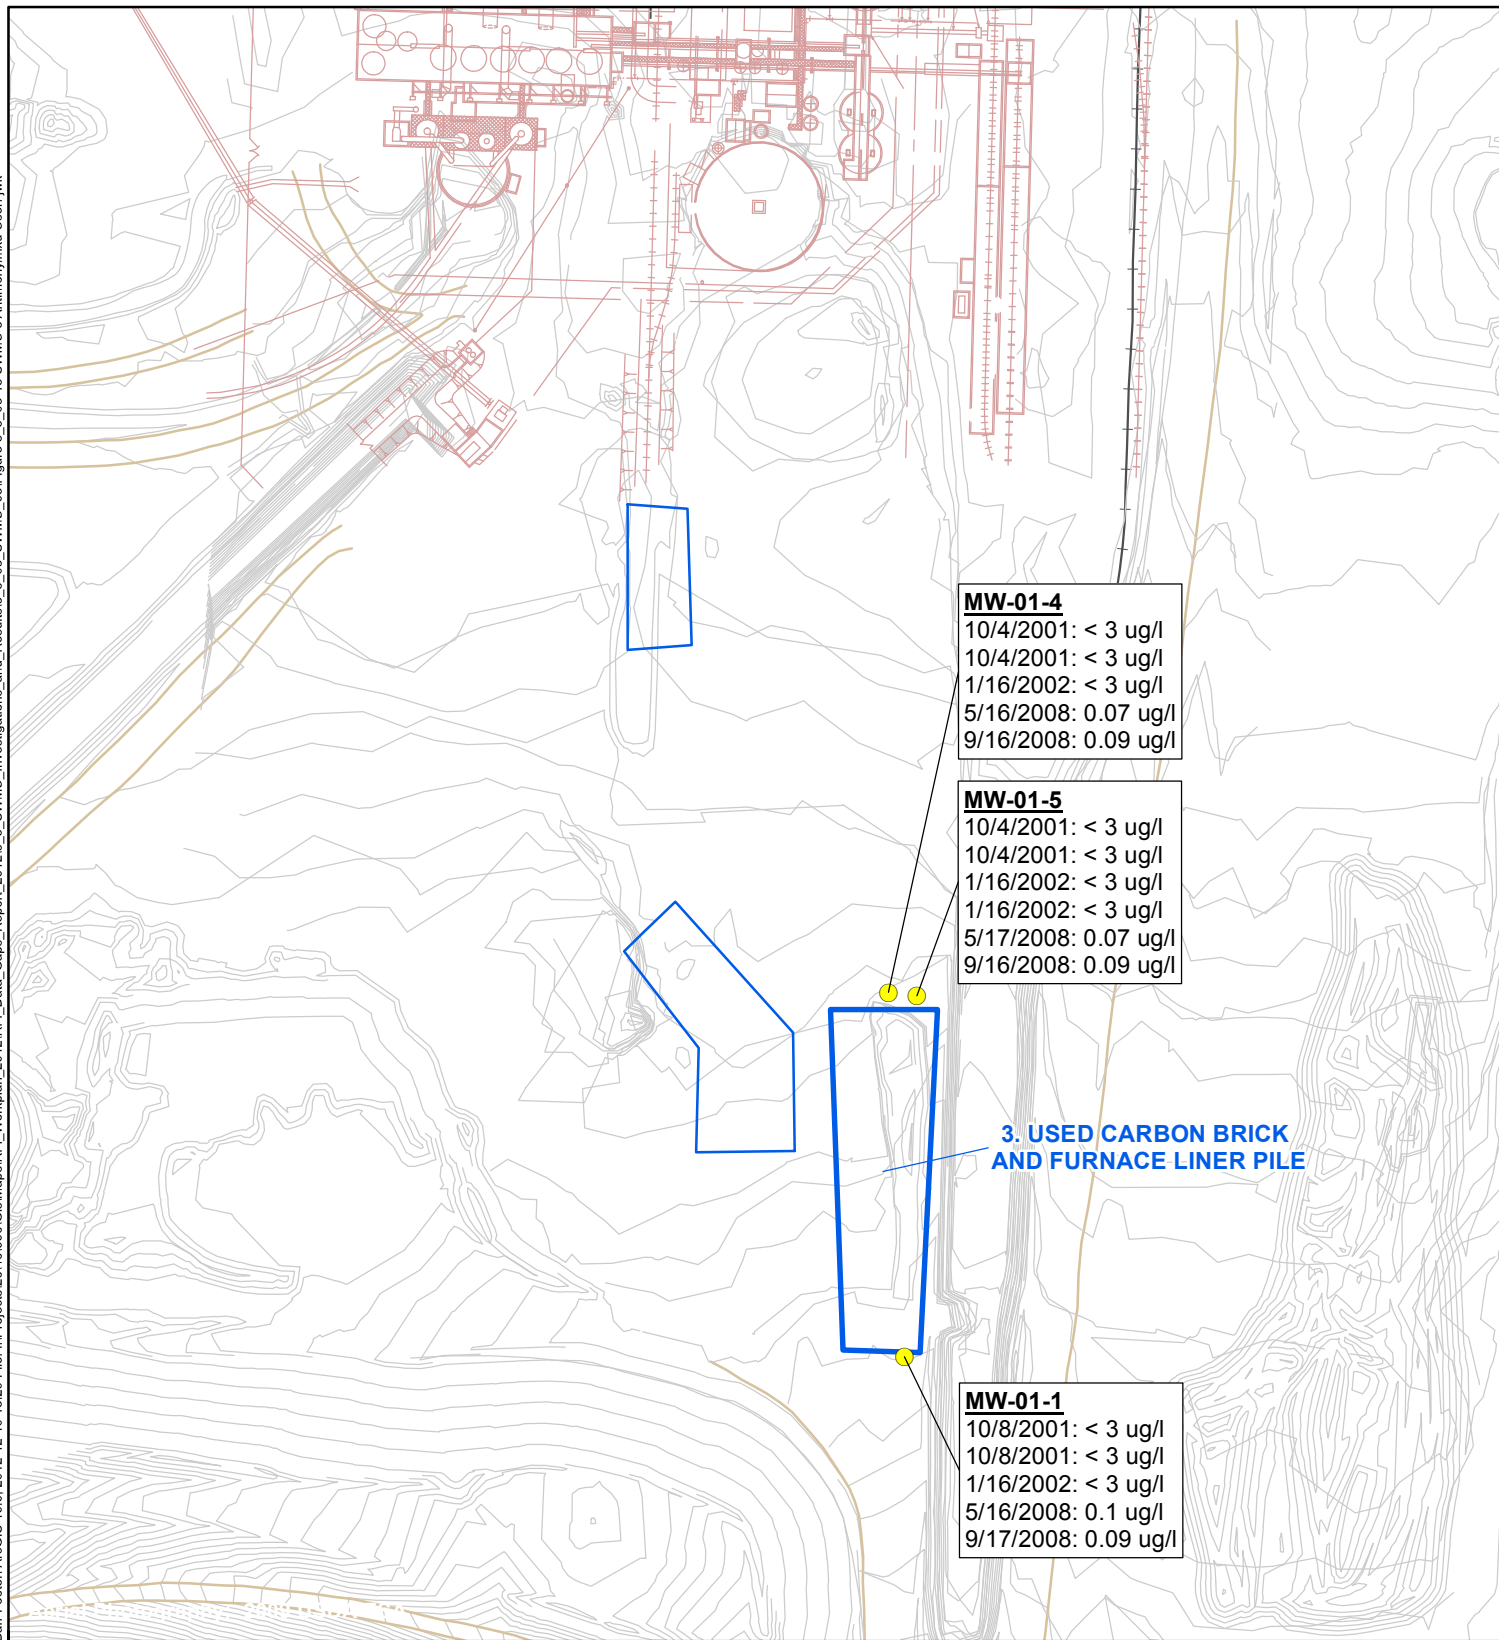 MW-01-4
10/4/2001: < 3 ug/l
10/4/2001: < 3 ug/l
1/16/2002: < 3 ug/l
5/16/2008: 0.07 ug/l
9/16/2008: 0.09 ug/l
MW-01-5
10/4/2001: < 3 ug/l
10/4/2001: < 3 ug/l
1/16/2002: < 3 ug/l
1/16/2002: < 3 ug/l
5/17/2008: 0.07 ug/l
9/16/2008: 0.09 ug/l
3. USED CARBON BRICK
AND FURNACE LINER PILE
MW-01-1
10/8/2001: < 3 ug/l
10/8/2001: < 3 ug/l
1/16/2002: < 3 ug/l
5/16/2008: 0.1 ug/l
9/17/2008: 0.09 ug/l